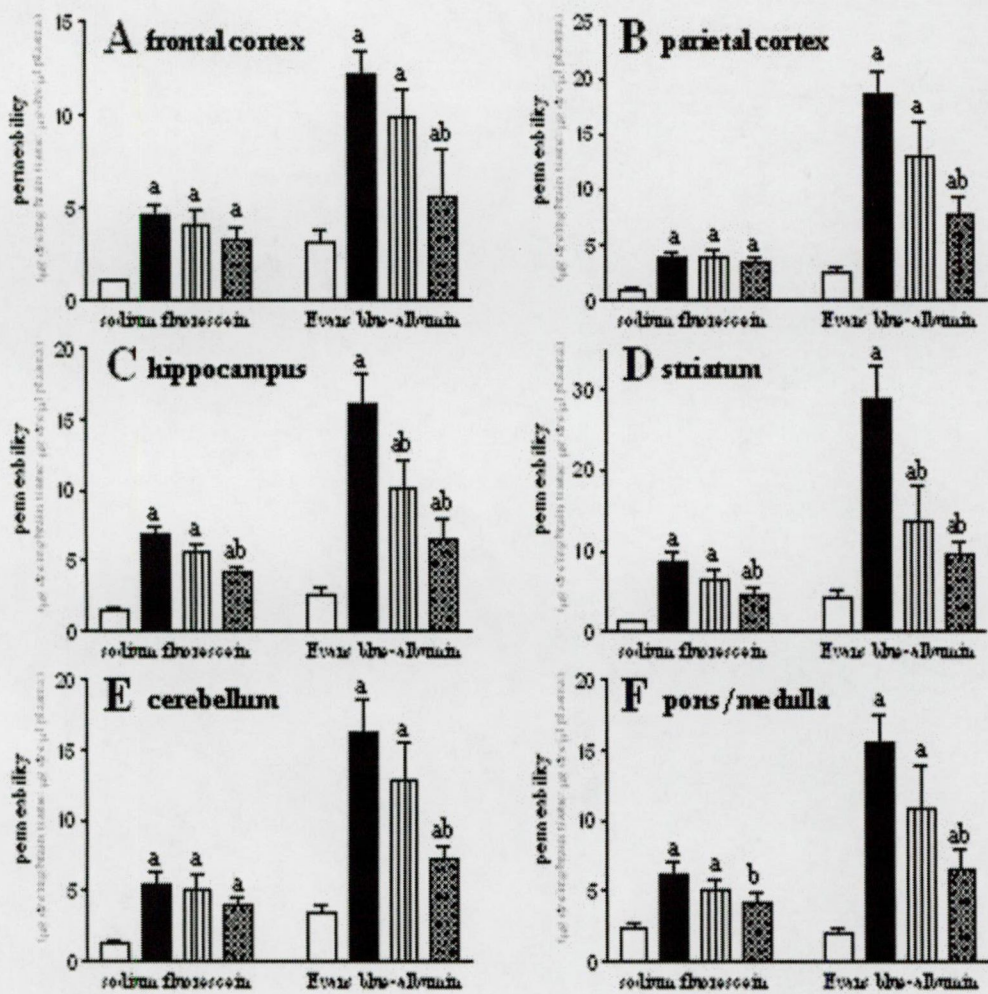 A frontal cortex
15
10
5
0
permeability
a
a
a
a
a
ab
sodium fluorescein
Evans blue-albumin
B parietal cortex
25
20
15
10
5
0
permeability
a
a
a
a
a
ab
sodium fluorescein
Evans blue-albumin
C hippocampus
20
15
10
5
0
permeability
a
a
ab
a
ab
ab
sodium fluorescein
Evans blue-albumin
D striatum
30
20
10
0
permeability
a
a
ab
a
ab
ab
sodium fluorescein
Evans blue-albumin
E cerebellum
20
15
10
5
0
permeability
a
a
a
a
a
ab
sodium fluorescein
Evans blue-albumin
F pons/medulla
20
15
10
5
0
permeability
a
a
b
a
a
ab
sodium fluorescein
Evans blue-albumin